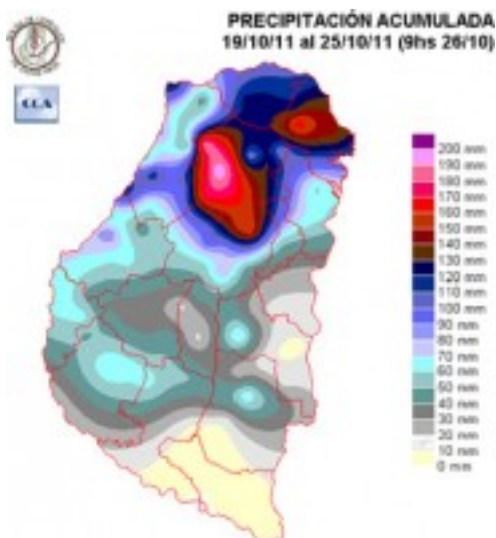 PRECIPITACIÓN ACUMULADA
19/10/11 al 25/10/11 (9hs 26/10)
200 mm
190 mm
180 mm
170 mm
160 mm
150 mm
140 mm
130 mm
120 mm
110 mm
100 mm
90 mm
80 mm
70 mm
60 mm
50 mm
40 mm
30 mm
20 mm
10 mm
0 mm